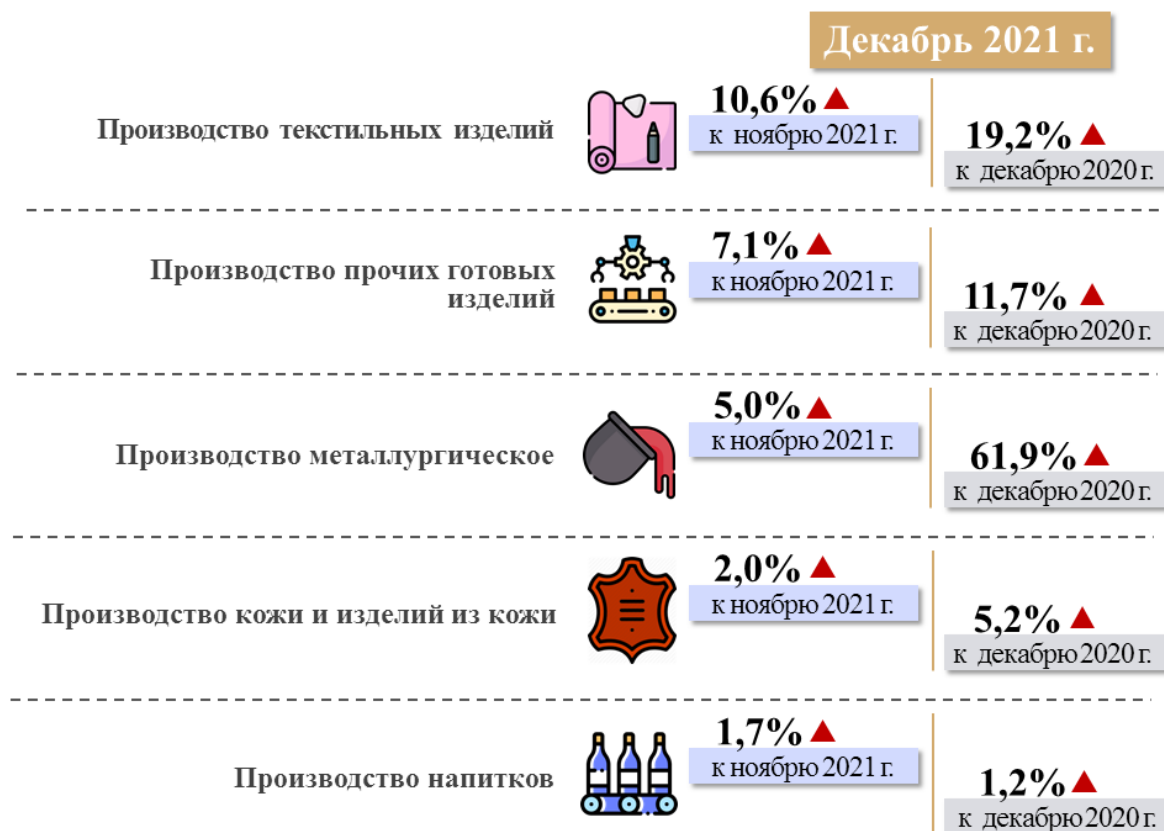 Декабрь 2021 г.
Производство текстильных изделий
10,6%
к ноябрю 2021 г.
19,2%
к декабрю 2020 г.
Производство прочих готовых
изделий
7,1%
к ноябрю 2021 г.
11,7%
к декабрю 2020 г.
Производство металлургическое
5,0%
к ноябрю 2021 г.
61,9%
к декабрю 2020 г.
Производство кожи и изделий из кожи
2,0%
к ноябрю 2021 г.
5,2%
к декабрю 2020 г.
Производство напитков
1,7%
к ноябрю 2021 г.
1,2%
к декабрю 2020 г.